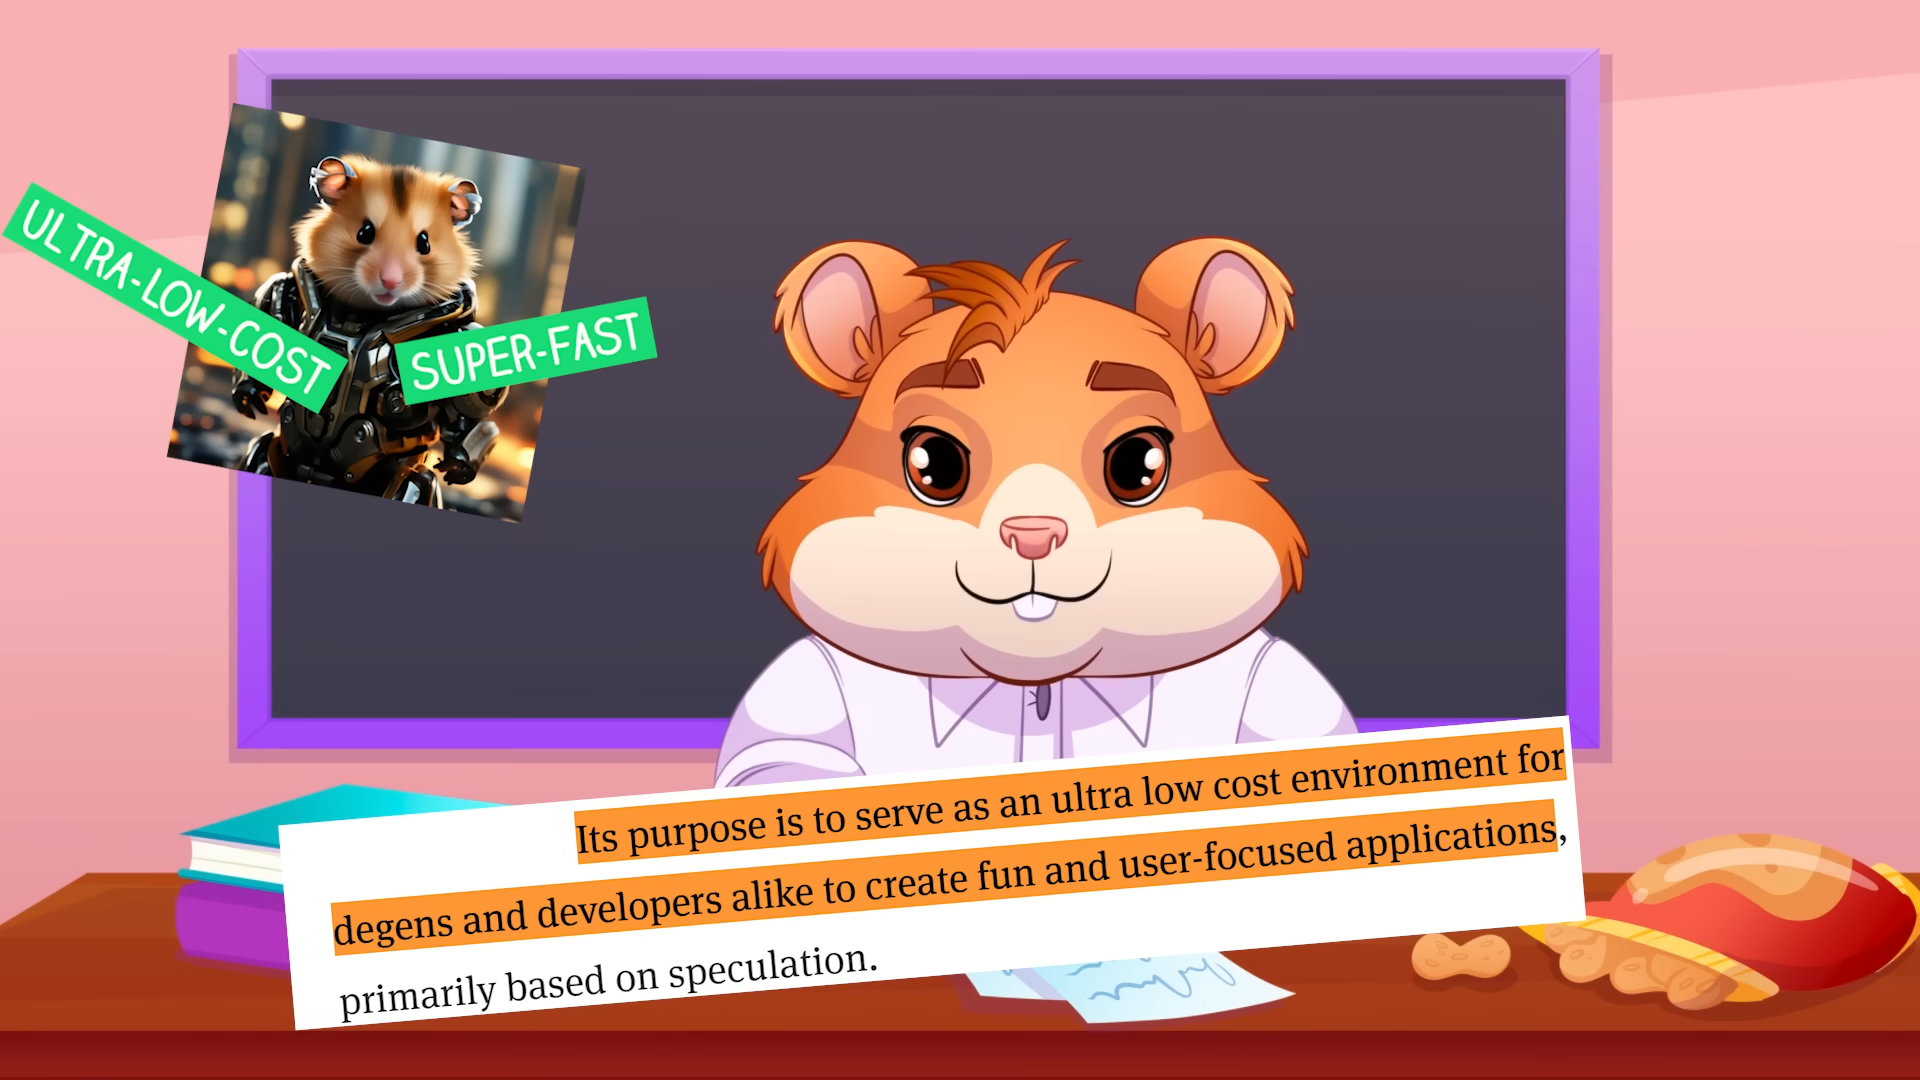 ULTRA-LOW-COST
SUPER-FAST
Its purpose is to serve as an ultra low cost environment for
degens and developers alike to create fun and user-focused applications,
primarily based on speculation.